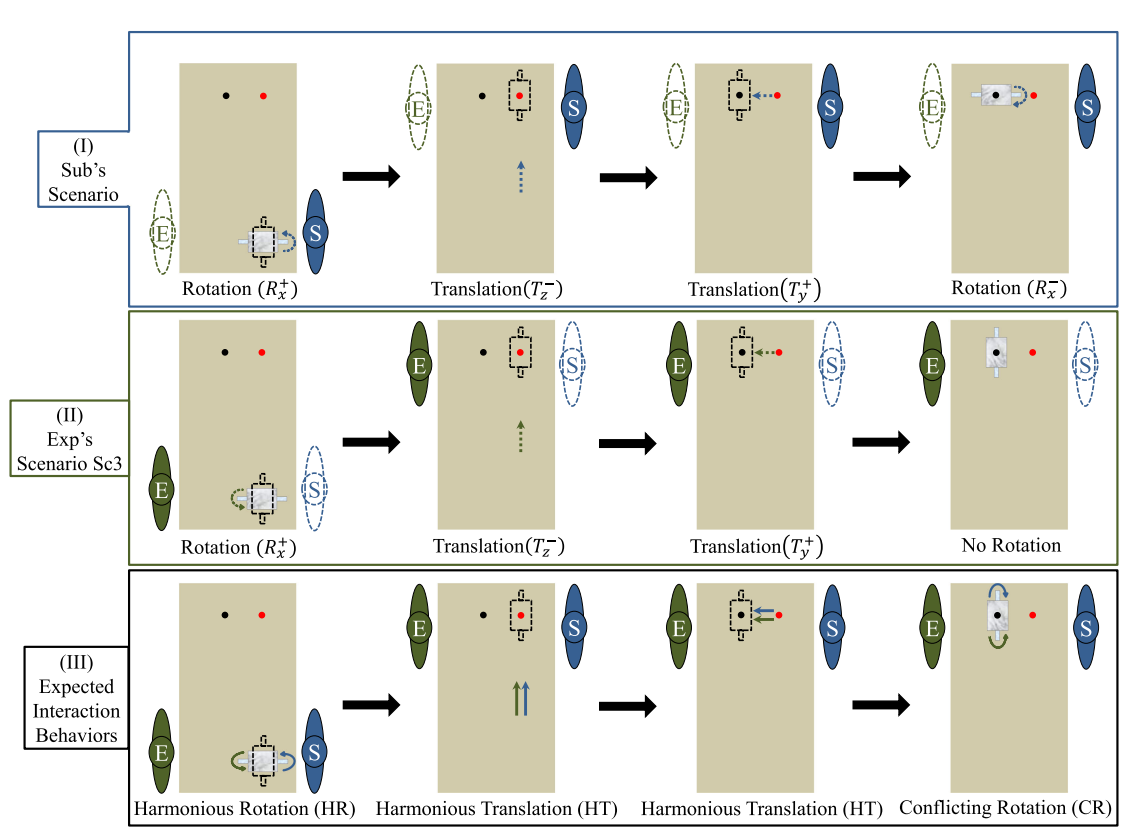 (I)
Sub's
Scenario
E
S
E
S
E
S
E
S
Rotation (R_x^+)
Translation(T_z^-)
Translation(T_y^+)
Rotation (R_x^-)
(II)
Exp's
Scenario Sc3
E
S
E
S
E
S
E
S
Rotation (R_x^+)
Translation(T_z^-)
Translation(T_y^+)
No Rotation
(III)
Expected
Interaction
Behaviors
E
S
E
S
E
S
E
S
Harmonious Rotation (HR)
Harmonious Translation (HT)
Harmonious Translation (HT)
Conflicting Rotation (CR)